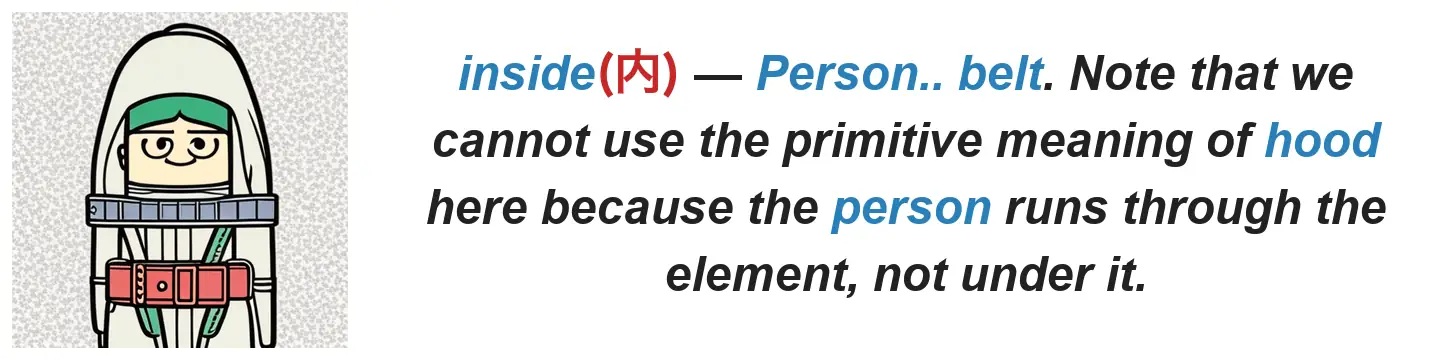 inside(内) — Person.. belt. Note that we
cannot use the primitive meaning of hood
here because the person runs through the
element, not under it.